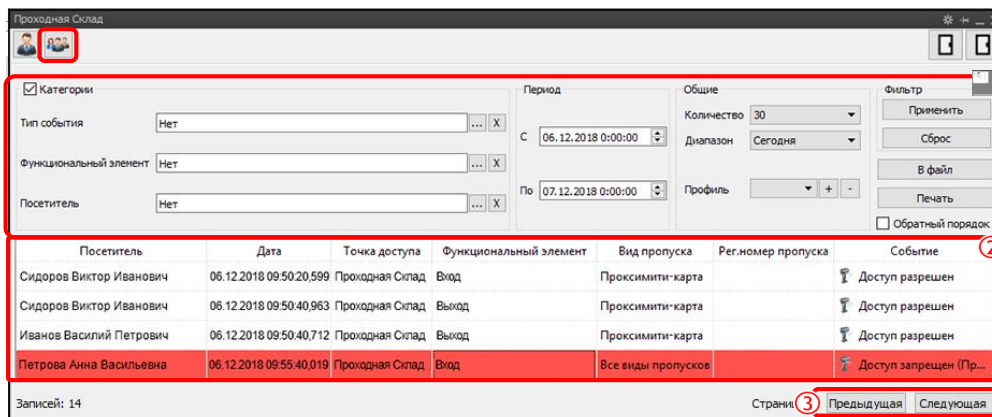 Проходная Склад
Категории
Период
Общие
Фильтр
Тип события Нет ... X
С 06.12.2018 0:00:00
Количество 30
Применить
Диапазон Сегодня
Сброс
Функциональный элемент Нет ... X
В файл
По 07.12.2018 0:00:00
Профиль + -
Печать
Посетитель Нет ... X
Обратный порядок
②
Посетитель Дата Точка доступа Функциональный элемент Вид пропуска Рег.номер пропуска Событие
Сидоров Виктор Иванович 06.12.2018 09:50:20,599 Проходная Склад Вход Проксимити-карта Доступ разрешен
Сидоров Виктор Иванович 06.12.2018 09:50:40,963 Проходная Склад Выход Проксимити-карта Доступ разрешен
Иванов Василий Петрович 06.12.2018 09:50:40,712 Проходная Склад Выход Проксимити-карта Доступ разрешен
Петрова Анна Васильевна 06.12.2018 09:55:40,019 Проходная Склад Вход Все виды пропусков Доступ запрещен (Пр...
Записей: 14 Страни ③ Предыдущая Следующая